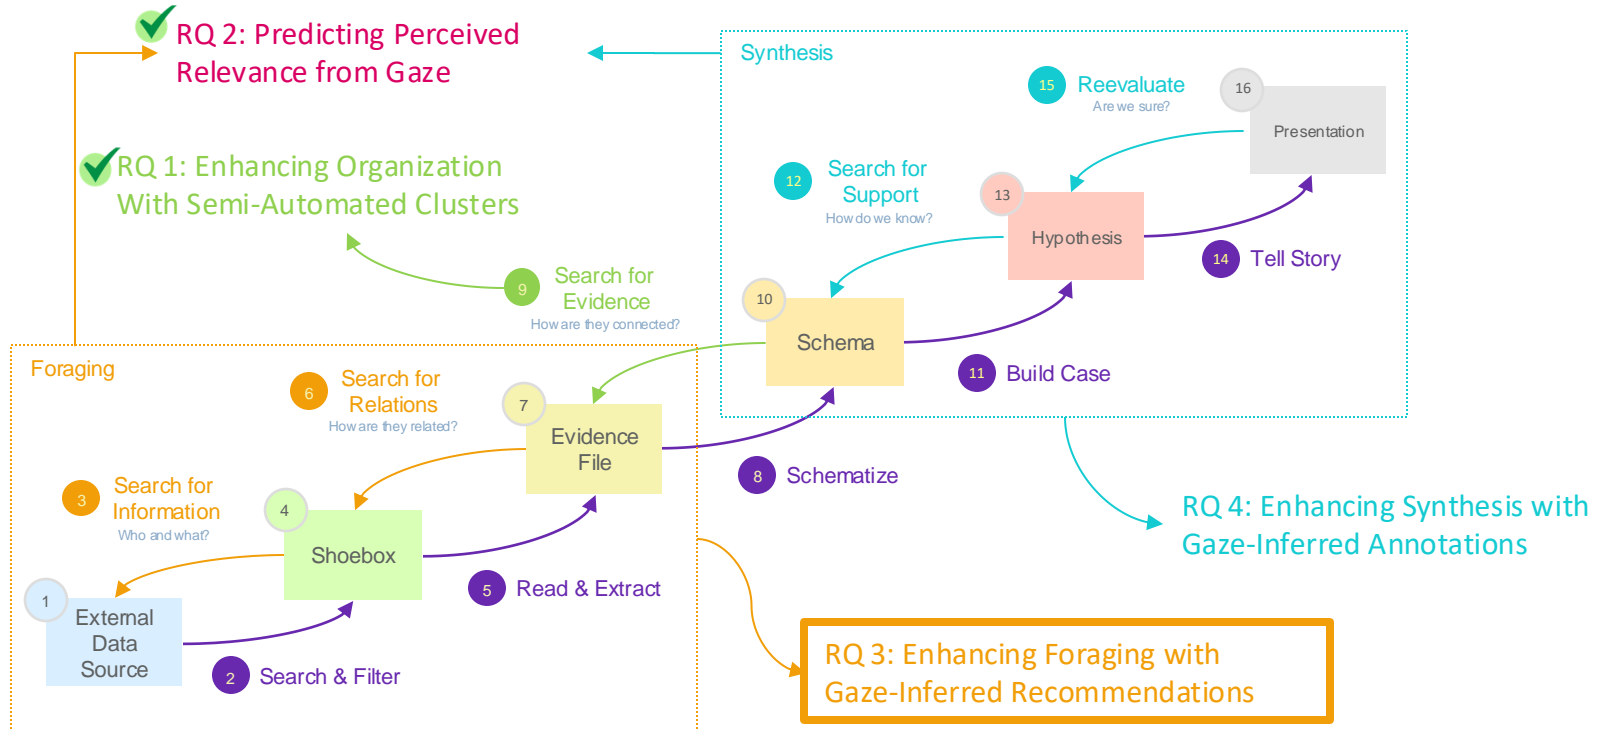 RQ 2: Predicting Perceived
Relevance from Gaze
RQ 1: Enhancing Organization
With Semi-Automated Clusters
Synthesis
15
Reevaluate
Are we sure?
16
Presentation
12
Search for
Support
How do we know?
13
Hypothesis
14
Tell Story
9
Search for
Evidence
How are they connected?
10
Schema
11
Build Case
Foraging
6
Search for
Relations
How are they related?
7
Evidence
File
8
Schematize
3
Search for
Information
Who and what?
4
Shoebox
5
Read & Extract
1
External
Data
Source
2
Search & Filter
RQ 4: Enhancing Synthesis with
Gaze-Inferred Annotations
RQ 3: Enhancing Foraging with
Gaze-Inferred Recommendations